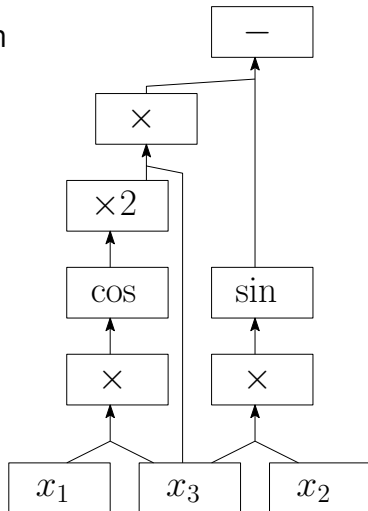 n
−
×
×2
cos sin
× ×
x₁ x₃ x₂